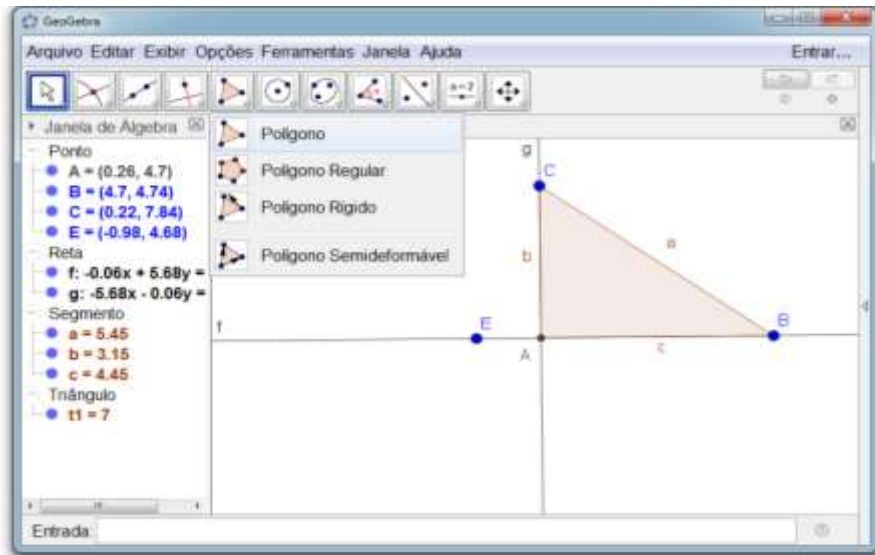 GeoGebra
Arquivo Editar Exibir Opções Ferramentas Janela Ajuda Entrar...
a=2
Janela de Álgebra
Ponto
A = (0.26, 4.7)
B = (4.7, 4.74)
C = (0.22, 7.84)
E = (-0.98, 4.68)
Reta
f: -0.06x + 5.68y =
g: -5.68x - 0.06y =
Segmento
a = 5.45
b = 3.15
c = 4.45
Triângulo
t1 = 7
Polígono
Polígono Regular
Polígono Rígido
Polígono Semideformável
g
C
b
a
f
E
B
A
c
Entrada: